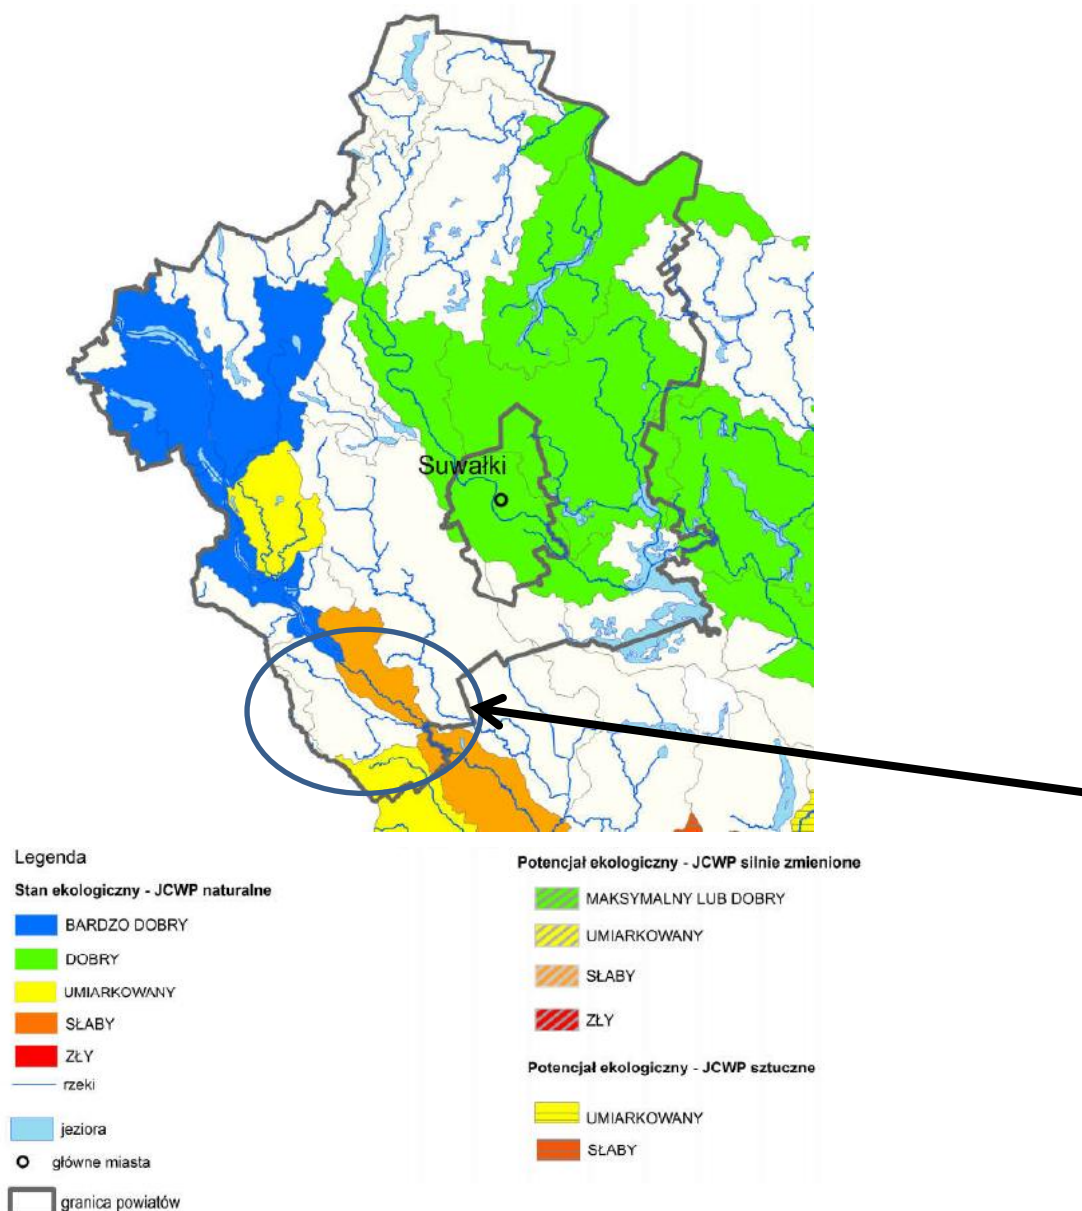 Suwałki
Legenda
Stan ekologiczny - JCWP naturalne
BARDZO DOBRY
DOBRY
UMIARKOWANY
SŁABY
ZŁY
rzeki
jeziora
główne miasta
granica powiatów
Potencjał ekologiczny - JCWP silnie zmienione
MAKSYMALNY LUB DOBRY
UMIARKOWANY
SŁABY
ZŁY
Potencjał ekologiczny - JCWP sztuczne
UMIARKOWANY
SŁABY